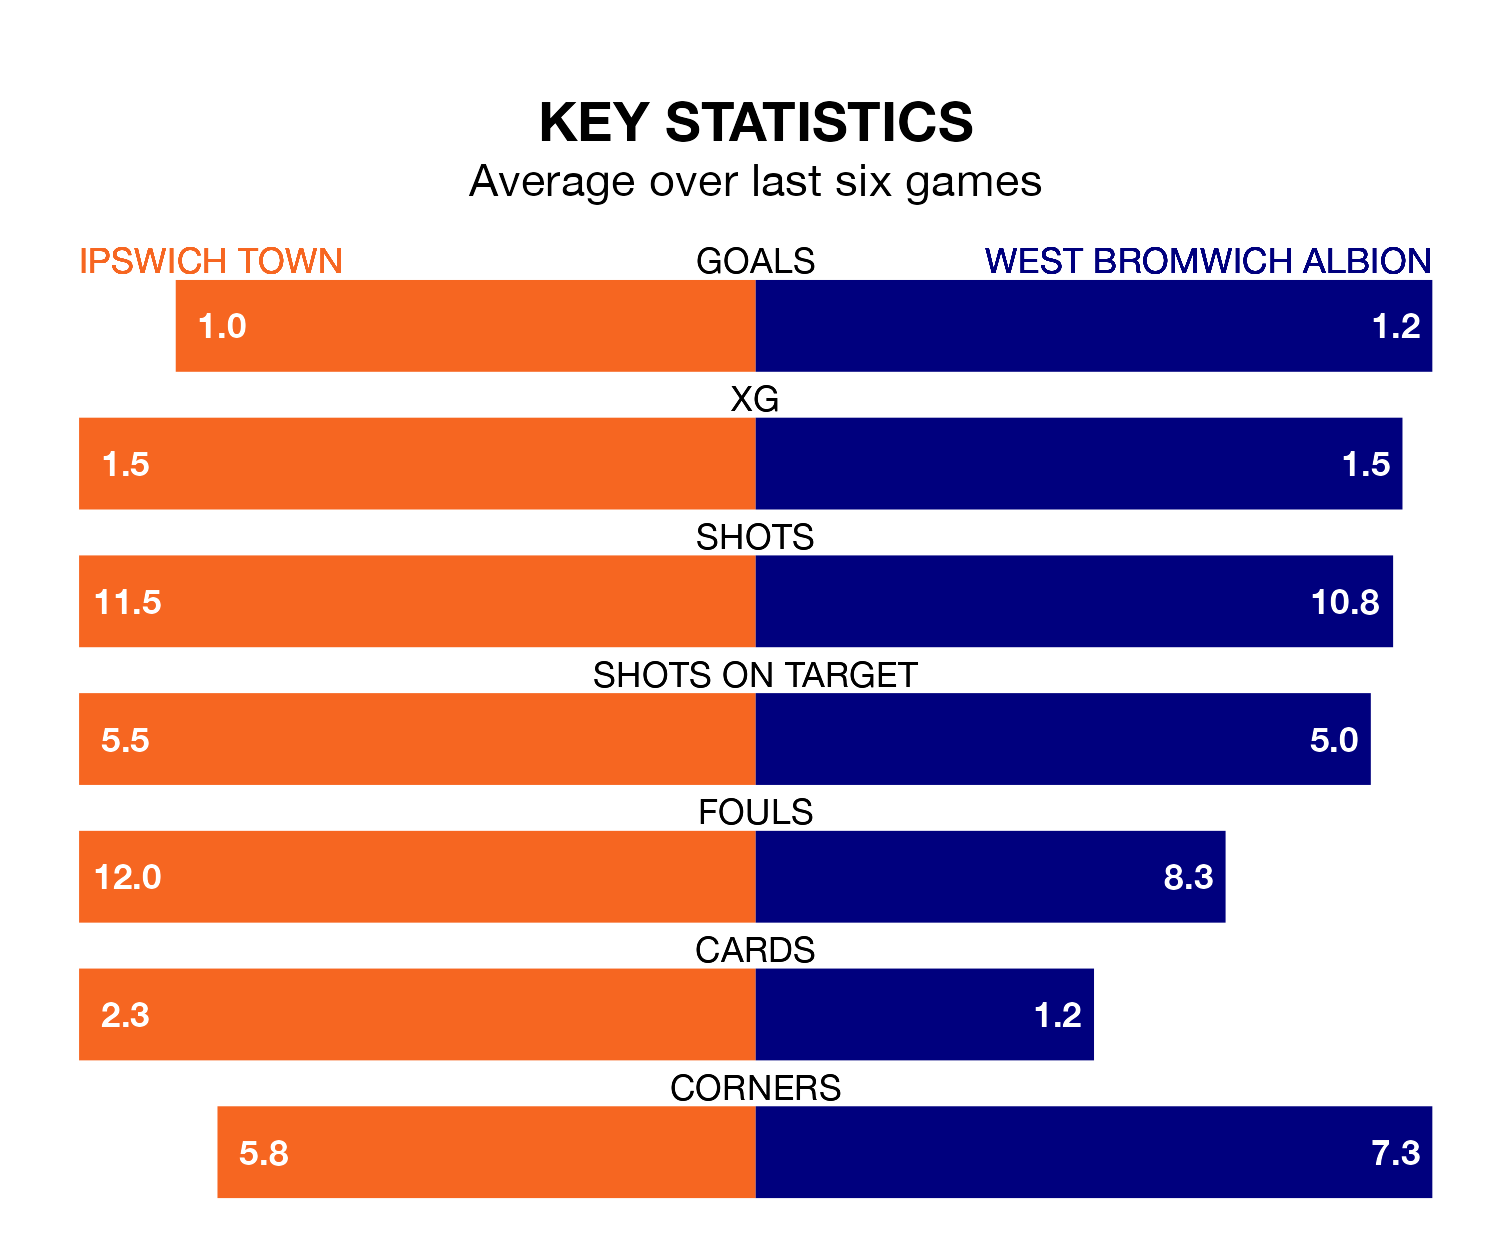 KEY STATISTICS
Average over last six games
IPSWICH TOWN GOALS WEST BROMWICH ALBION
1.0 1.2
XG
1.5 1.5
SHOTS
11.5 10.8
SHOTS ON TARGET
5.5 5.0
FOULS
12.0 8.3
CARDS
2.3 1.2
CORNERS
5.8 7.3